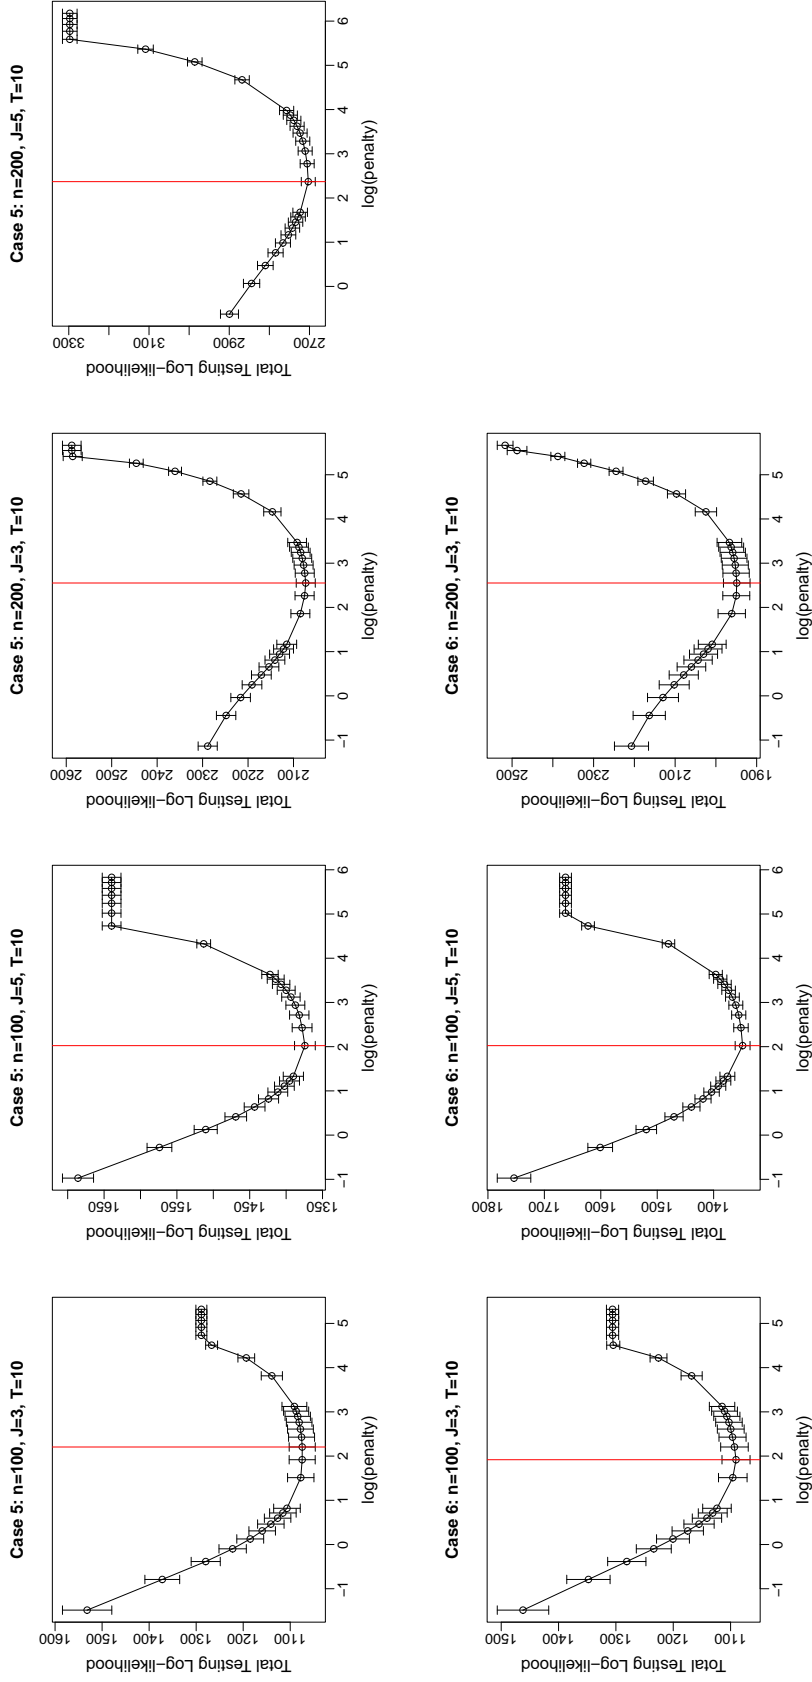 Case 5: n=100, J=3, T=10
Total Testing Log−likelihood
1600
1500
1400
1300
1200
1100
−1 0 1 2 3 4 5
log(penalty)
Case 5: n=100, J=5, T=10
Total Testing Log−likelihood
1650
1550
1450
1350
−1 0 1 2 3 4 5 6
log(penalty)
Case 5: n=200, J=3, T=10
Total Testing Log−likelihood
2600
2500
2400
2300
2200
2100
−1 0 1 2 3 4 5
log(penalty)
Case 5: n=200, J=5, T=10
Total Testing Log−likelihood
3300
3100
2900
2700
0 1 2 3 4 5 6
log(penalty)
Case 6: n=100, J=3, T=10
Total Testing Log−likelihood
1500
1400
1300
1200
1100
−1 0 1 2 3 4 5
log(penalty)
Case 6: n=100, J=5, T=10
Total Testing Log−likelihood
1800
1700
1600
1500
1400
−1 0 1 2 3 4 5 6
log(penalty)
Case 6: n=200, J=3, T=10
Total Testing Log−likelihood
2500
2300
2100
1900
−1 0 1 2 3 4 5
log(penalty)